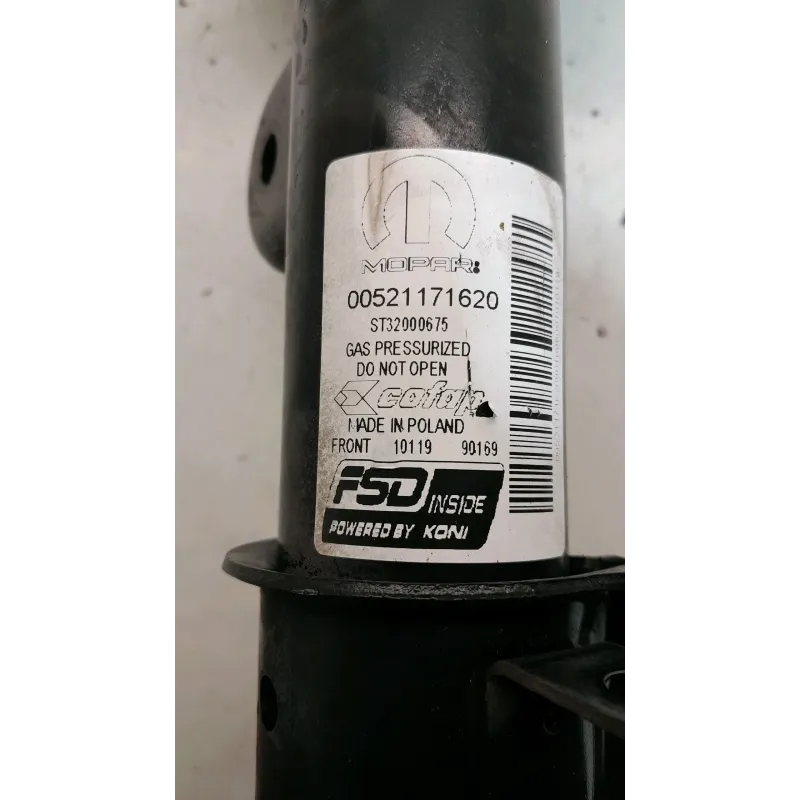 MOPAR
00521171620
ST32000675
GAS PRESSURIZED
DO NOT OPEN
cofap
MADE IN POLAND
FRONT 10119 90169
FSD INSIDE
POWERED BY KONI